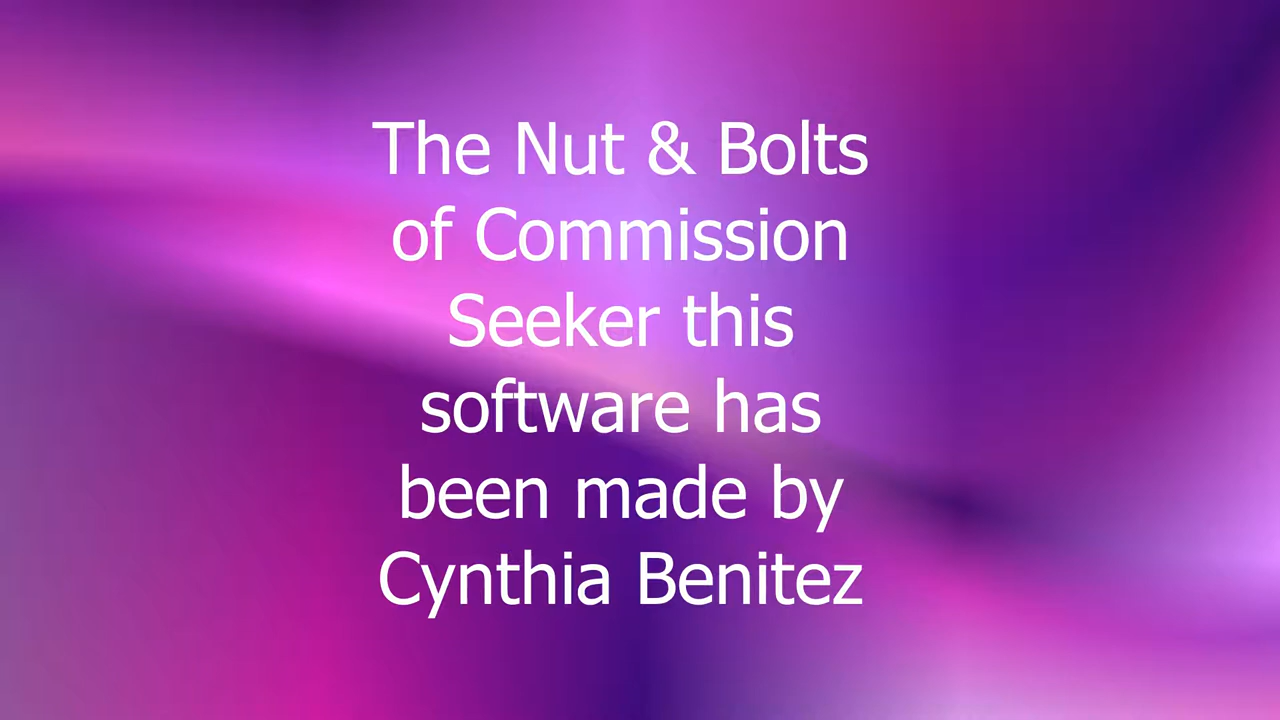 The Nut & Bolts
of Commission
Seeker this
software has
been made by
Cynthia Benitez